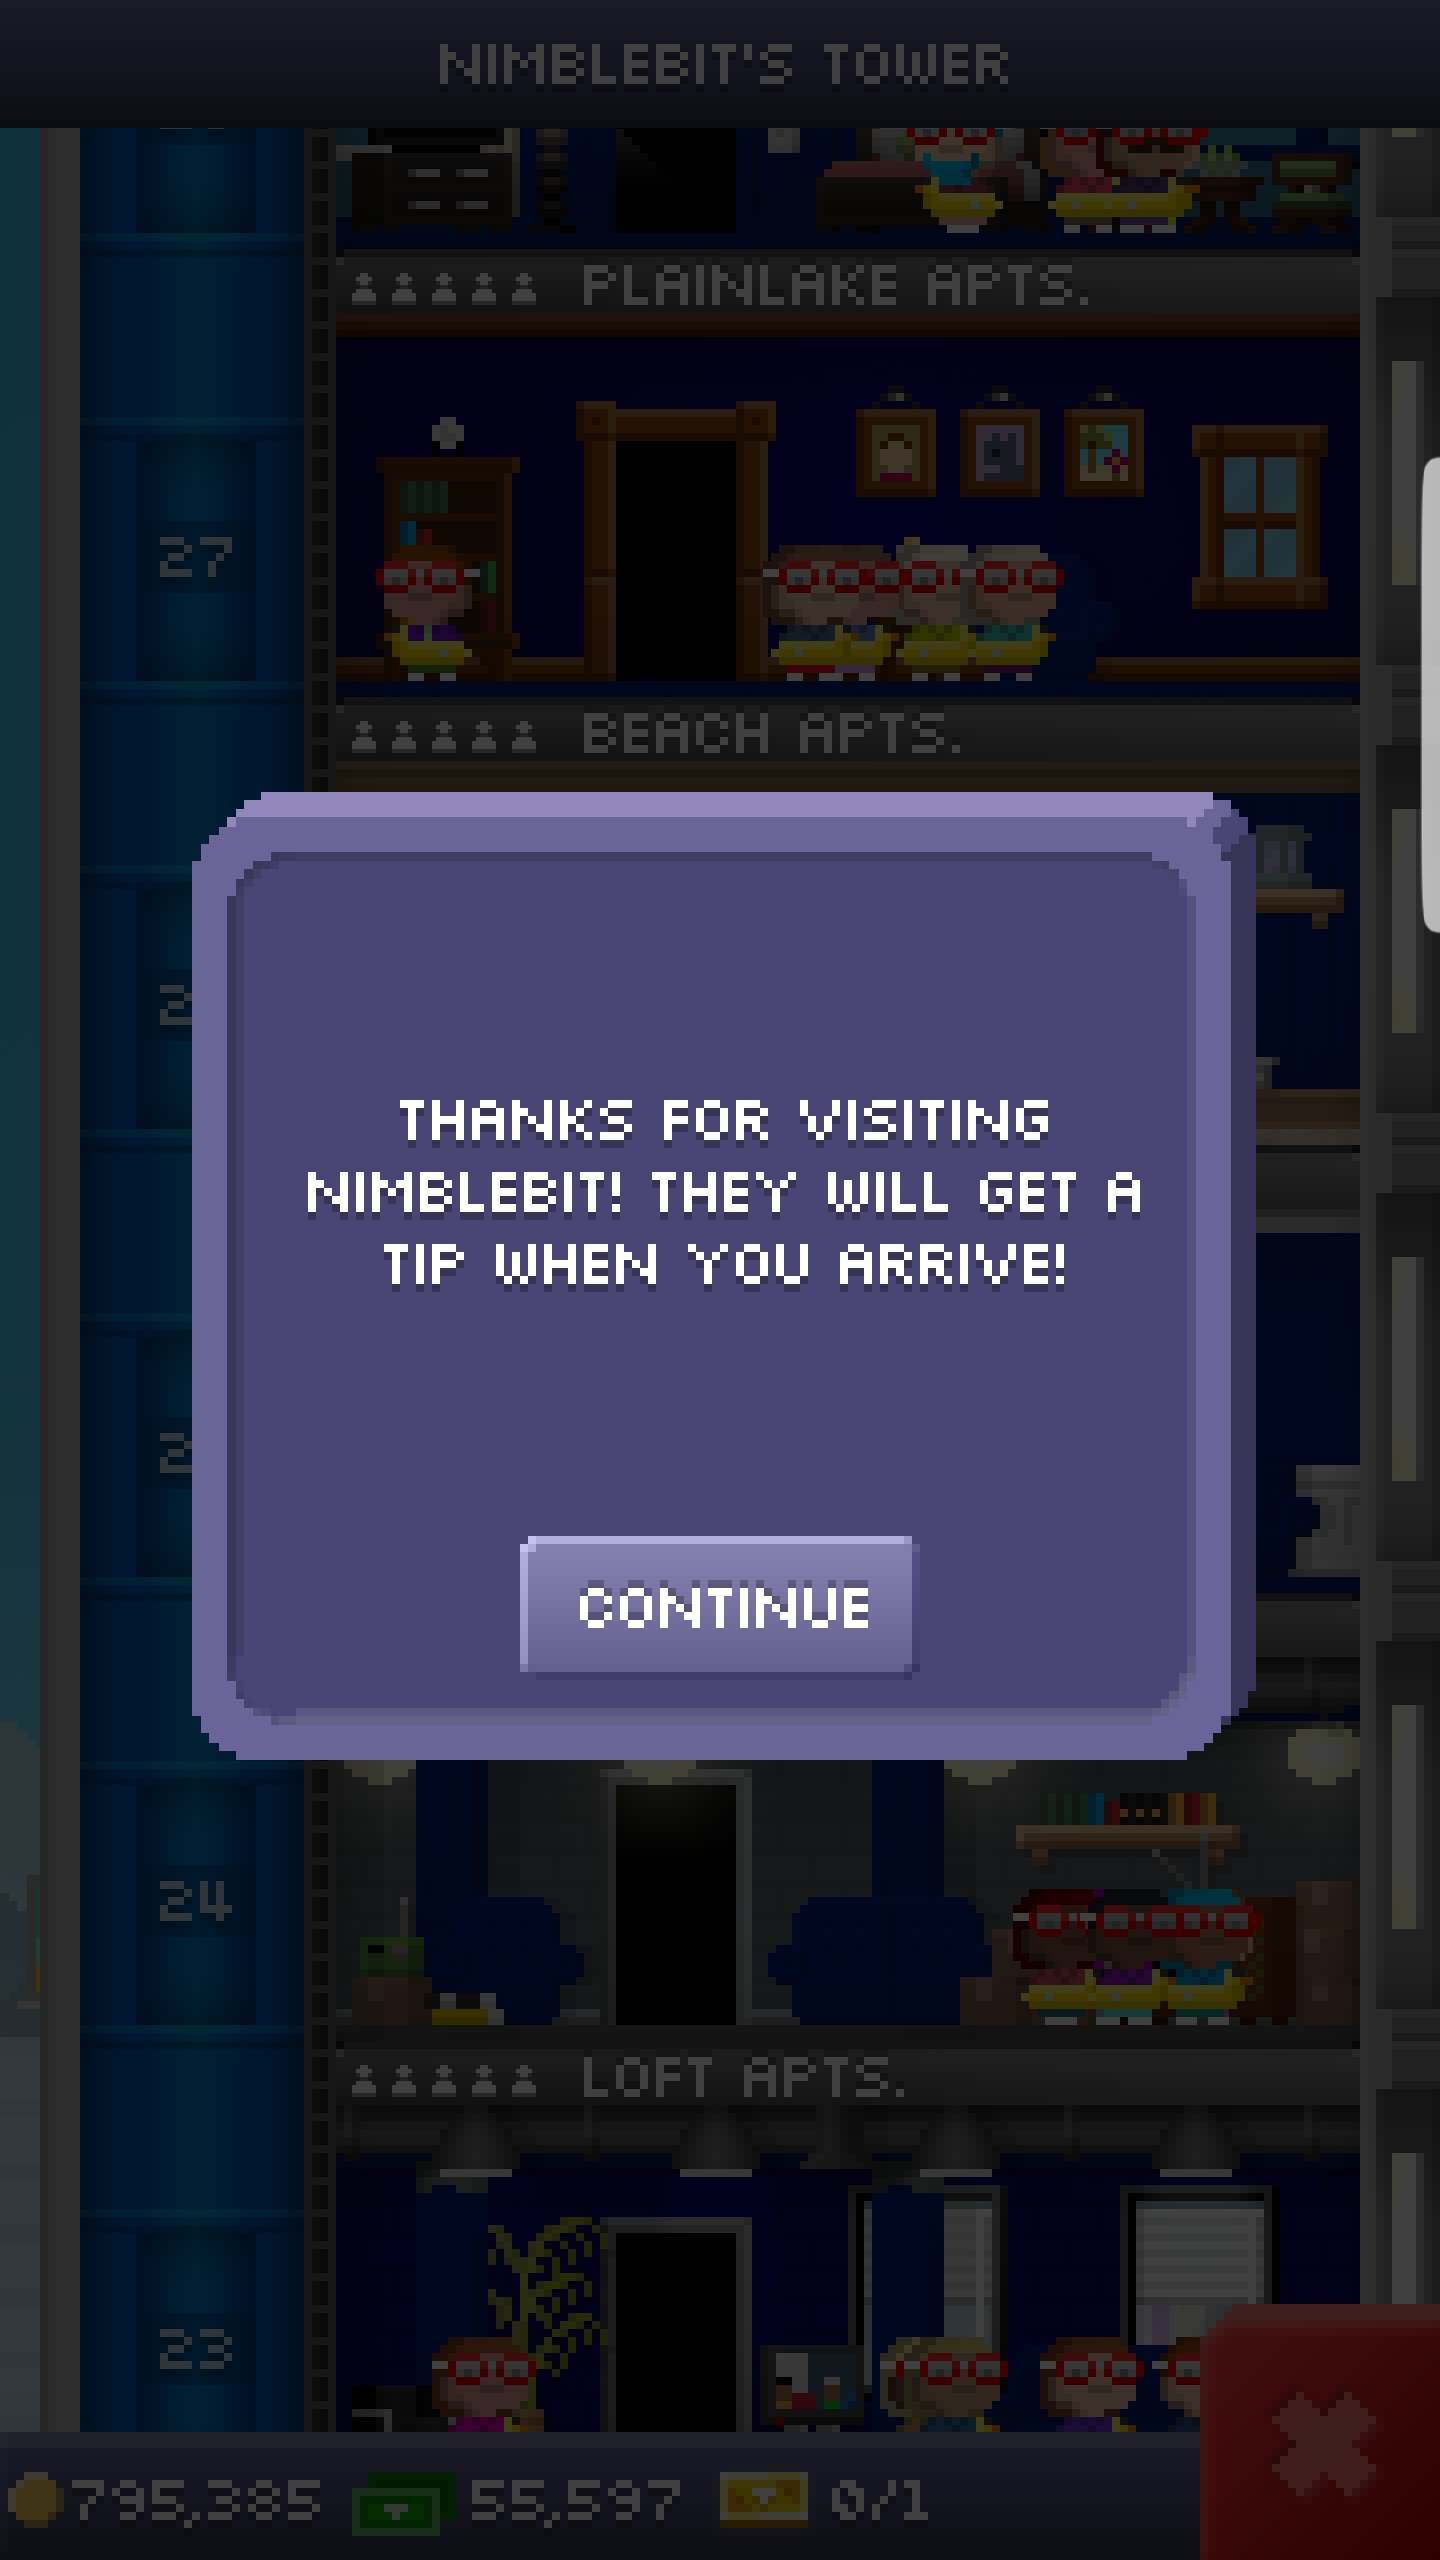 NIMBLEBIT'S TOWER
PLAINLAKE APTS.
27
BEACH APTS.
THANKS FOR VISITING
NIMBLEBIT! THEY WILL GET A
TIP WHEN YOU ARRIVE!
CONTINUE
24
LOFT APTS.
23
795,385 55,597 0/1